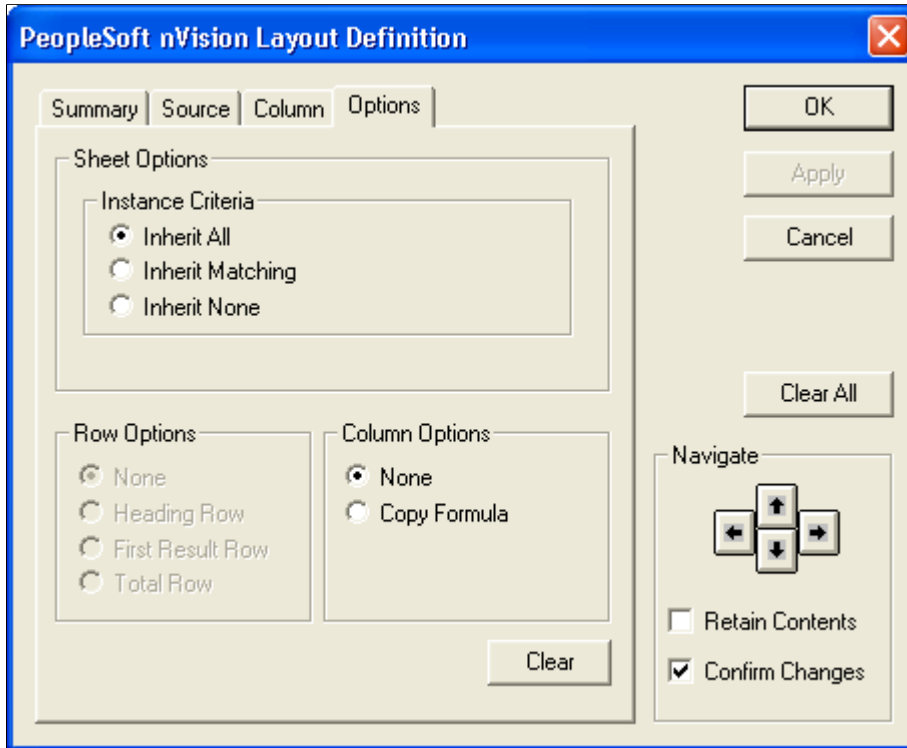 PeopleSoft nVision Layout Definition
Summary Source Column Options
Sheet Options
Instance Criteria
Inherit All
Inherit Matching
Inherit None
Row Options
None
Heading Row
First Result Row
Total Row
Column Options
None
Copy Formula
Clear
OK
Apply
Cancel
Clear All
Navigate
Retain Contents
Confirm Changes